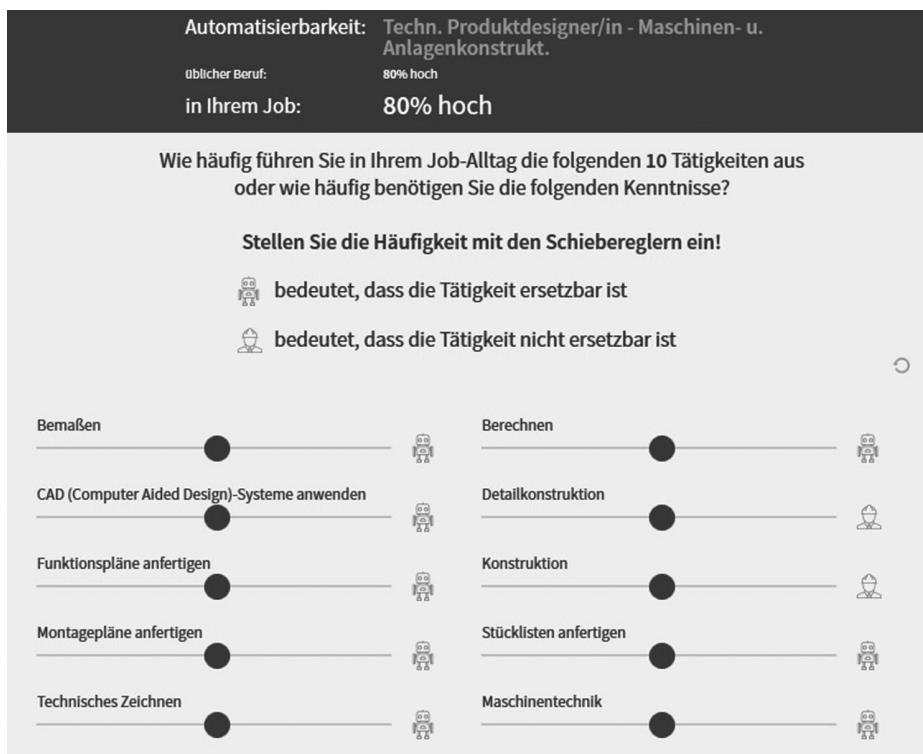 Automatisierbarkeit: Techn. Produktdesigner/in - Maschinen- u.
Anlagenkonstrukt.
üblicher Beruf: 80% hoch
in Ihrem Job: 80% hoch
Wie häufig führen Sie in Ihrem Job-Alltag die folgenden 10 Tätigkeiten aus
oder wie häufig benötigen Sie die folgenden Kenntnisse?
Stellen Sie die Häufigkeit mit den Schiebereglern ein!
bedeutet, dass die Tätigkeit ersetzbar ist
bedeutet, dass die Tätigkeit nicht ersetzbar ist
Bemaßen
Berechnen
CAD (Computer Aided Design)-Systeme anwenden
Detailkonstruktion
Funktionspläne anfertigen
Konstruktion
Montagepläne anfertigen
Stücklisten anfertigen
Technisches Zeichnen
Maschinentechnik